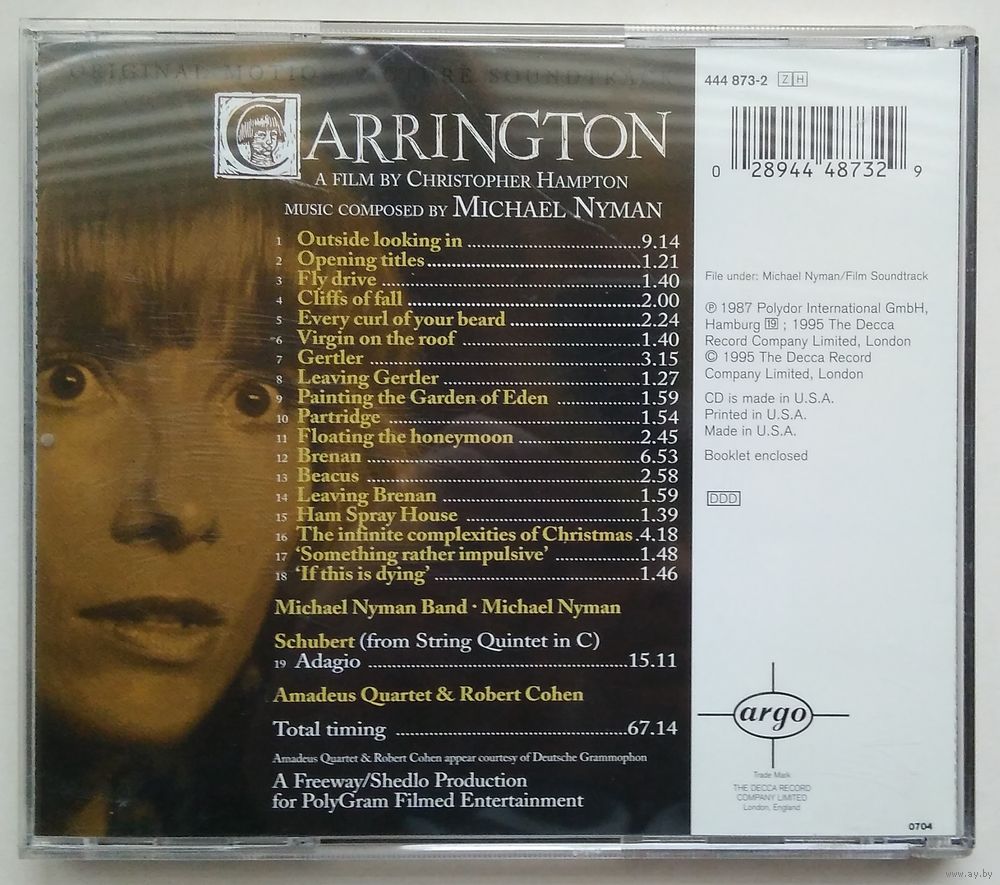 ORIGINAL MOTION PICTURE SOUNDTRACK
CARRINGTON
A FILM BY CHRISTOPHER HAMPTON
MUSIC COMPOSED BY MICHAEL NYMAN
1 Outside looking in 9.14
2 Opening titles 1.21
3 Fly drive 1.40
4 Cliffs of fall 2.00
5 Every curl of your beard 2.24
6 Virgin on the roof 1.40
7 Gertler 3.15
8 Leaving Gertler 1.27
9 Painting the Garden of Eden 1.59
10 Partridge 1.54
11 Floating the honeymoon 2.45
12 Brenan 6.53
13 Beacus 2.58
14 Leaving Brenan 1.59
15 Ham Spray House 1.39
16 The infinite complexities of Christmas 4.18
17 ‘Something rather impulsive’ 1.48
18 ‘If this is dying’ 1.46
Michael Nyman Band · Michael Nyman
Schubert (from String Quintet in C)
19 Adagio 15.11
Amadeus Quartet & Robert Cohen
Total timing 67.14
Amadeus Quartet & Robert Cohen appear courtesy of Deutsche Grammophon
A Freeway/Shedlo Production
for PolyGram Filmed Entertainment
444 873-2 Z H
0 28944 48732 9
File under: Michael Nyman/Film Soundtrack
℗ 1987 Polydor International GmbH,
Hamburg 19 ; 1995 The Decca
Record Company Limited, London
© 1995 The Decca Record
Company Limited, London
CD is made in U.S.A.
Printed in U.S.A.
Made in U.S.A.
Booklet enclosed
DDD
argo
Trade Mark
THE DECCA RECORD
COMPANY LIMITED
London, England
0704
www.ay.by